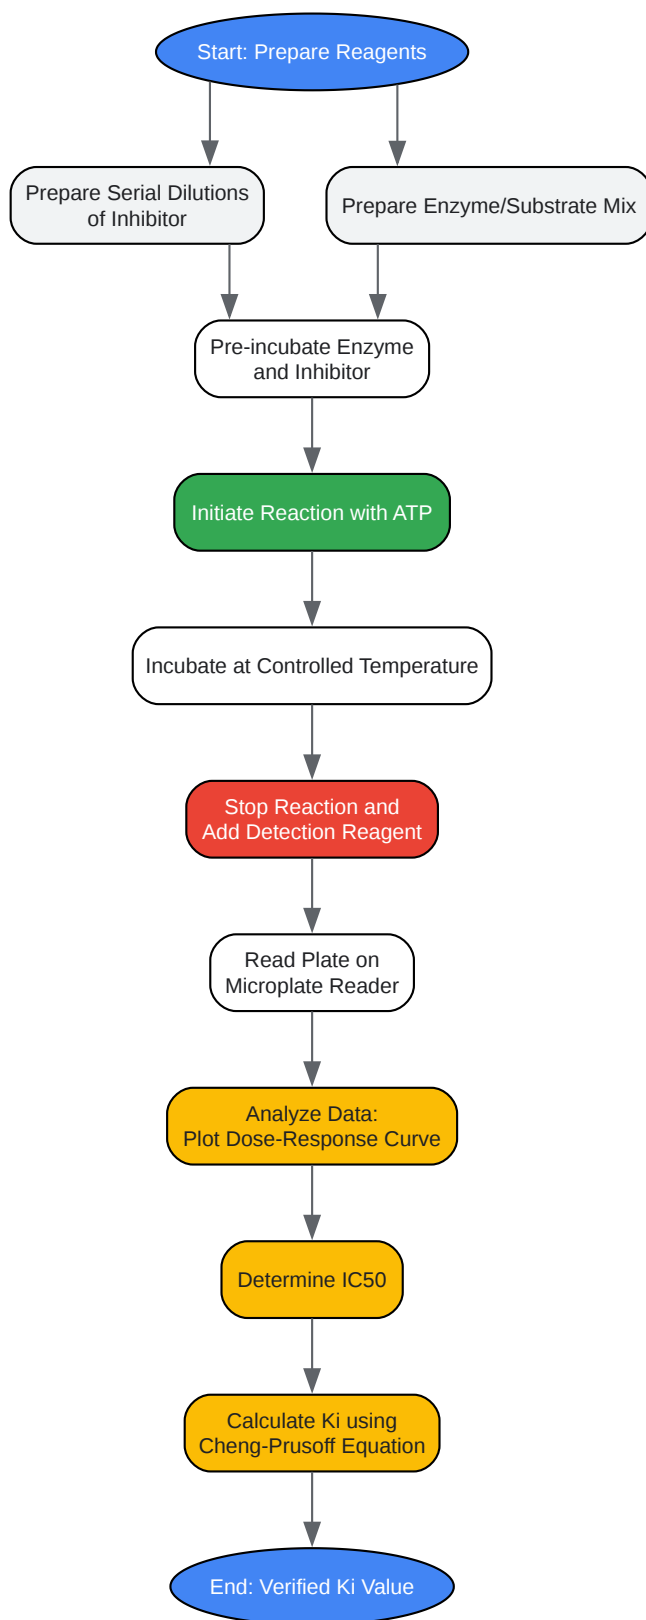 Start: Prepare Reagents
Prepare Serial Dilutions
of Inhibitor
Prepare Enzyme/Substrate Mix
Pre-incubate Enzyme
and Inhibitor
Initiate Reaction with ATP
Incubate at Controlled Temperature
Stop Reaction and
Add Detection Reagent
Read Plate on
Microplate Reader
Analyze Data:
Plot Dose-Response Curve
Determine IC50
Calculate Ki using
Cheng-Prusoff Equation
End: Verified Ki Value